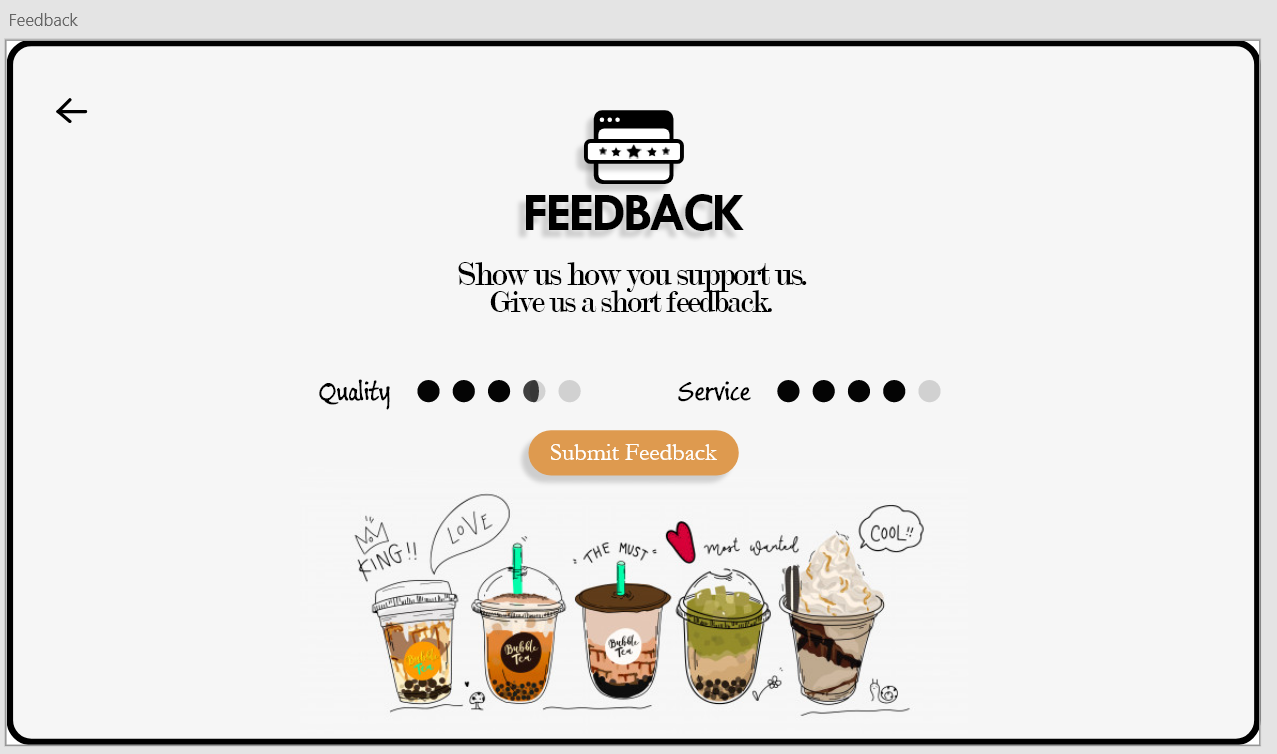 Feedback
FEEDBACK
Show us how you support us.
Give us a short feedback.
Quality
Service
Submit Feedback
KING!!
LOVE
THE MUST
most wanted
COOL!!
Bubble
Tea
Bubble
Tea
Bubble
Tea